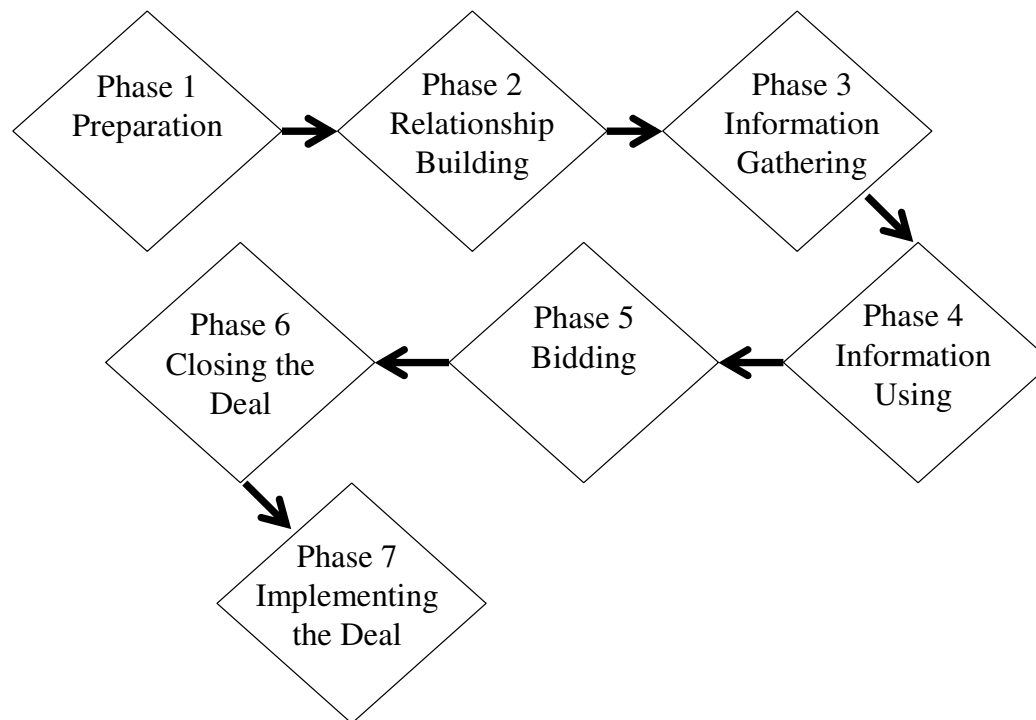 Phase 1
Preparation
Phase 2
Relationship
Building
Phase 3
Information
Gathering
Phase 4
Information
Using
Phase 5
Bidding
Phase 6
Closing the
Deal
Phase 7
Implementing
the Deal